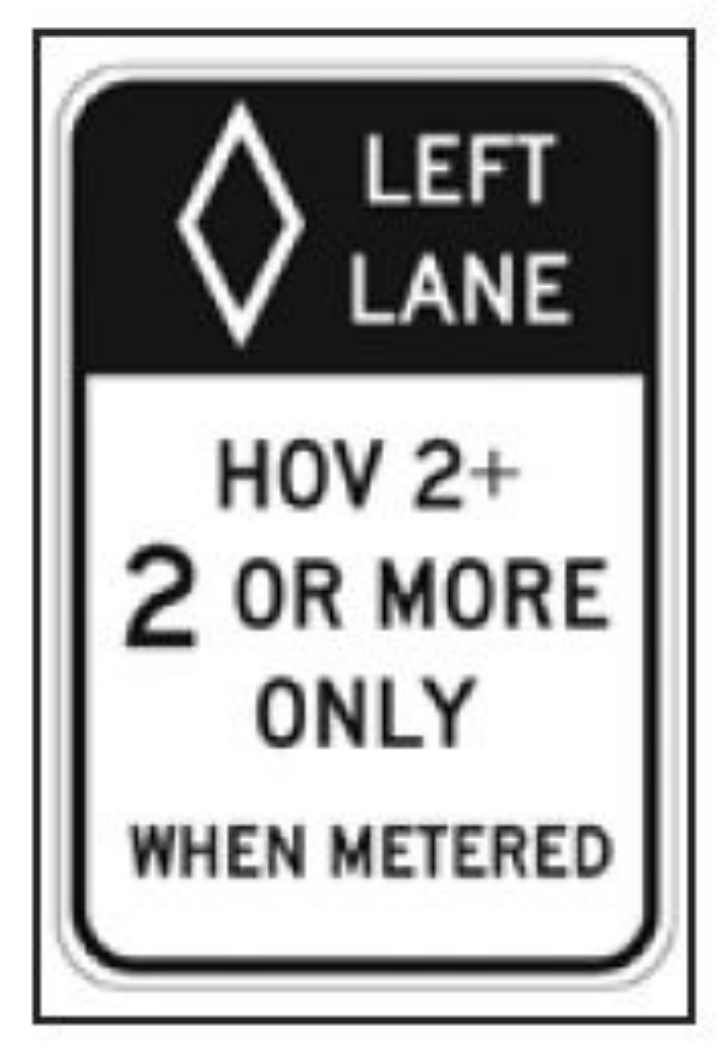 LEFT
LANE
HOV 2+
2 OR MORE
ONLY
WHEN METERED